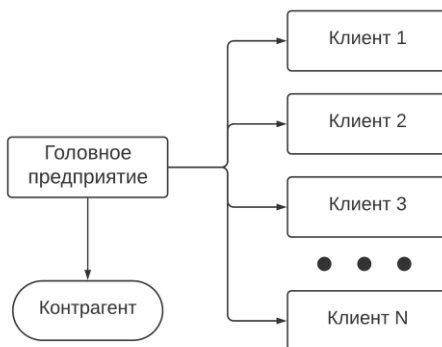 Клиент 1
Клиент 2
Головное
предприятие
Клиент 3
Контрагент
Клиент N